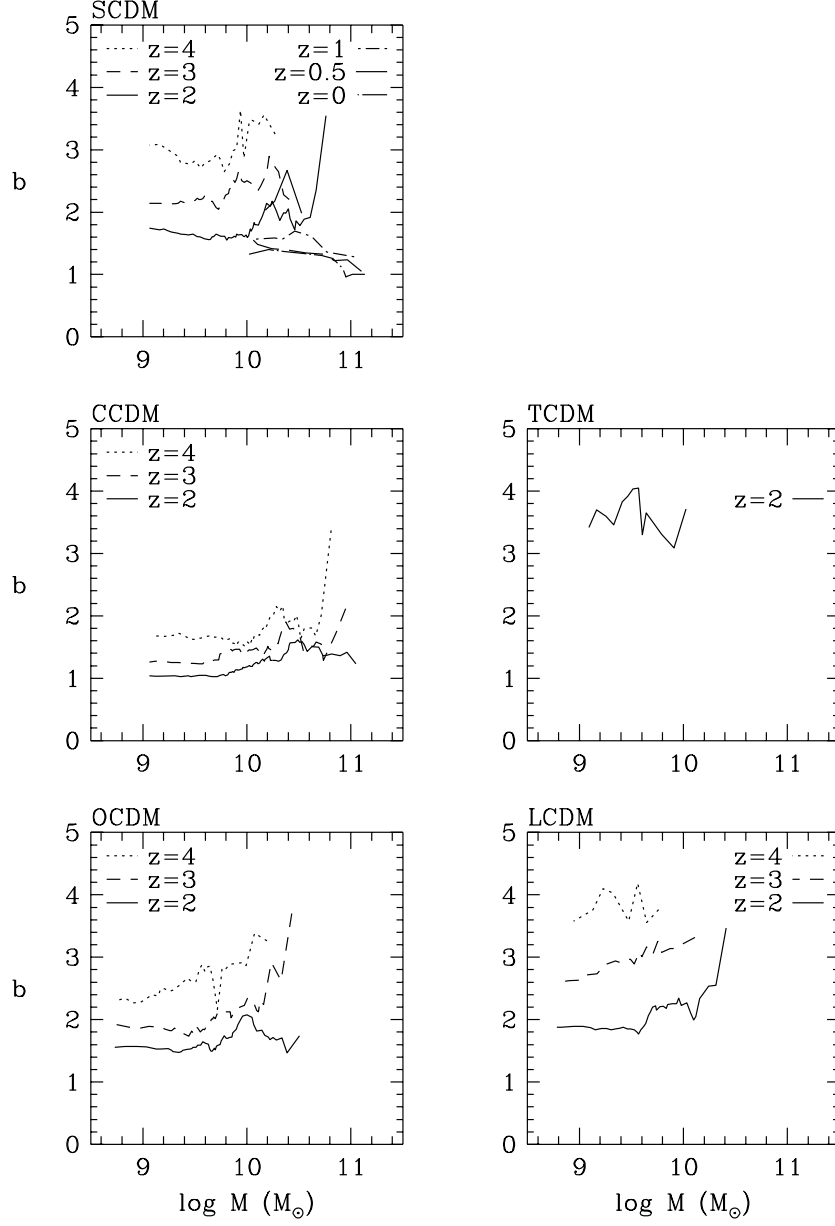 SCDM
5
z=4 z=1
z=3 z=0.5
z=2 z=0
4
3
b
2
1
0
9 10 11
CCDM TCDM
5 5
z=4
z=3
z=2 z=2
4 4
3 3
b
2 2
1 1
0 0
9 10 11 9 10 11
OCDM LCDM
5 5
z=4 z=4
z=3 z=3
z=2 z=2
4 4
3 3
b
2 2
1 1
0 0
9 10 11 9 10 11
log M (M☉) log M (M☉)